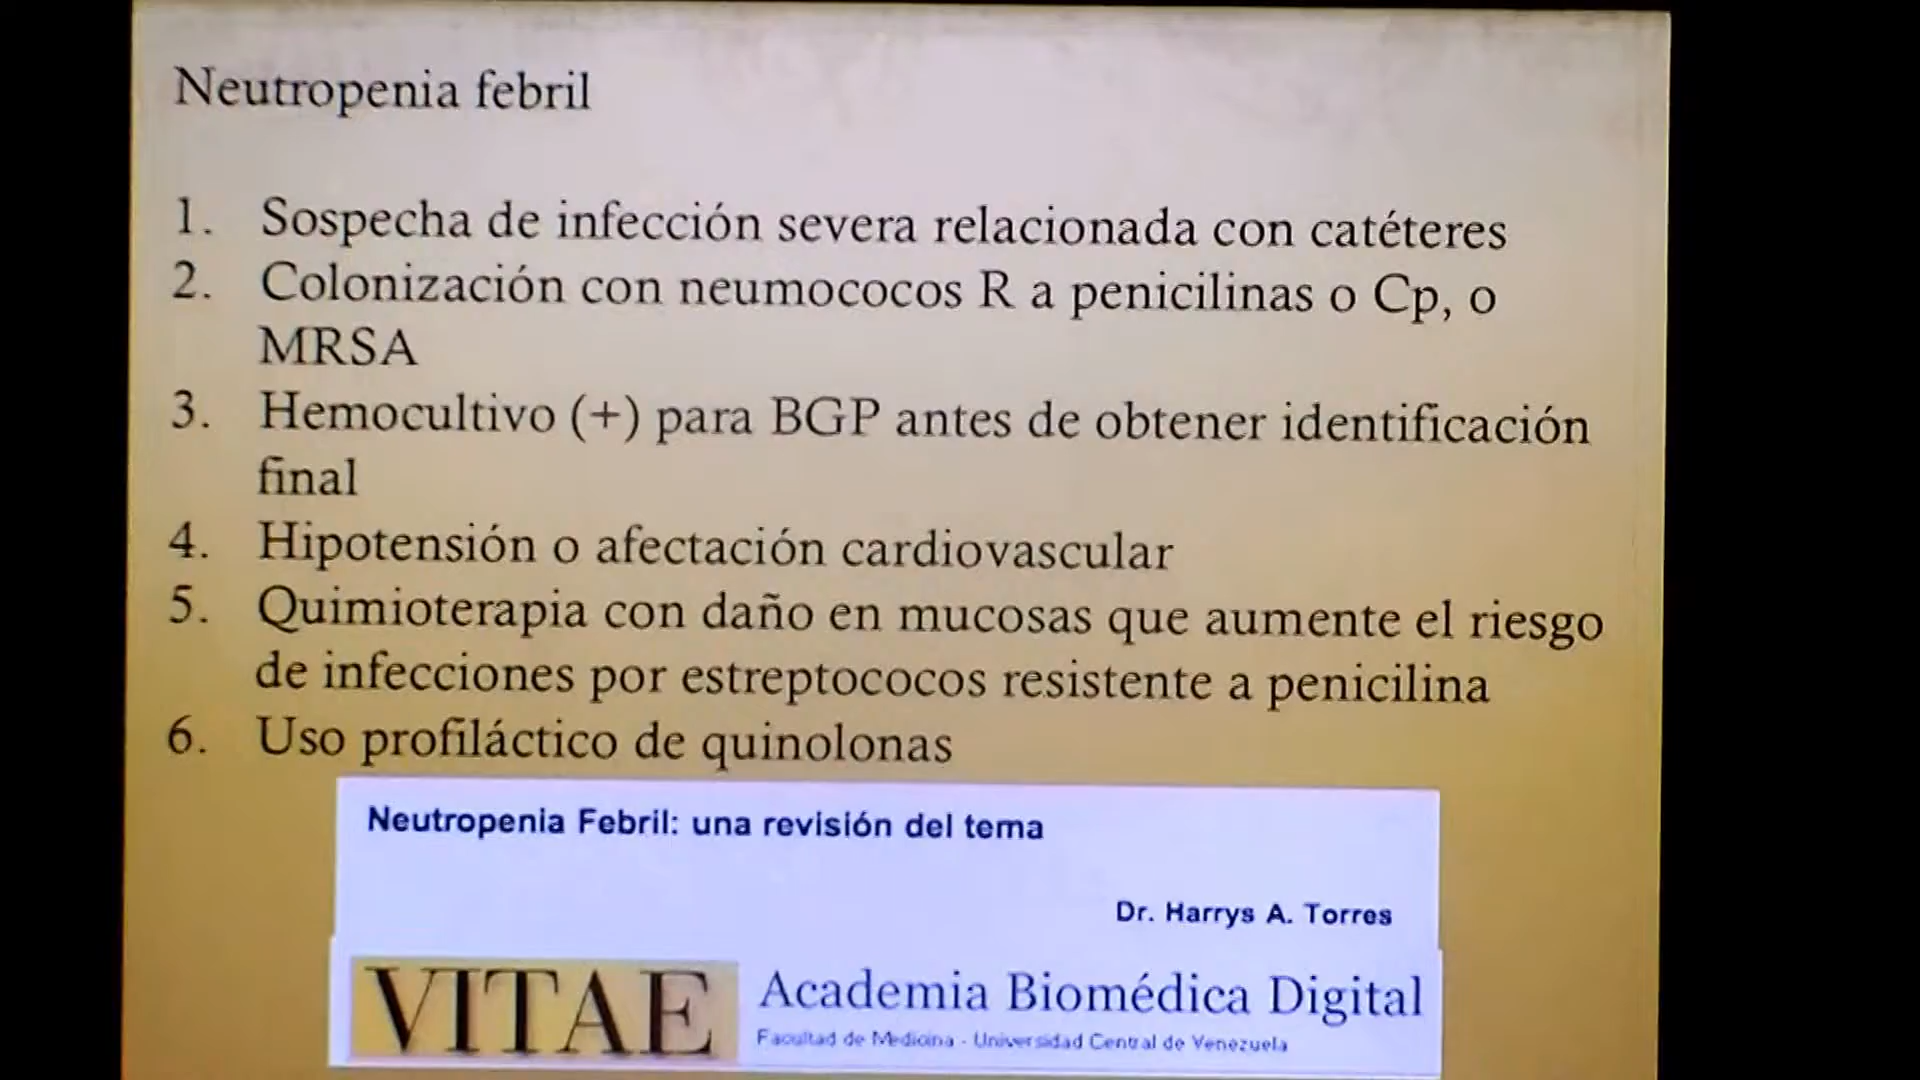 Neutropenia febril
1. Sospecha de infección severa relacionada con catéteres
2. Colonización con neumococos R a penicilinas o Cp, o
MRSA
3. Hemocultivo (+) para BGP antes de obtener identificación
final
4. Hipotensión o afectación cardiovascular
5. Quimioterapia con daño en mucosas que aumente el riesgo
de infecciones por estreptococos resistente a penicilina
6. Uso profiláctico de quinolonas
Neutropenia Febril: una revisión del tema
Dr. Harrys A. Torres
VITAE
Academia Biomédica Digital
Facultad de Medicina - Universidad Central de Venezuela